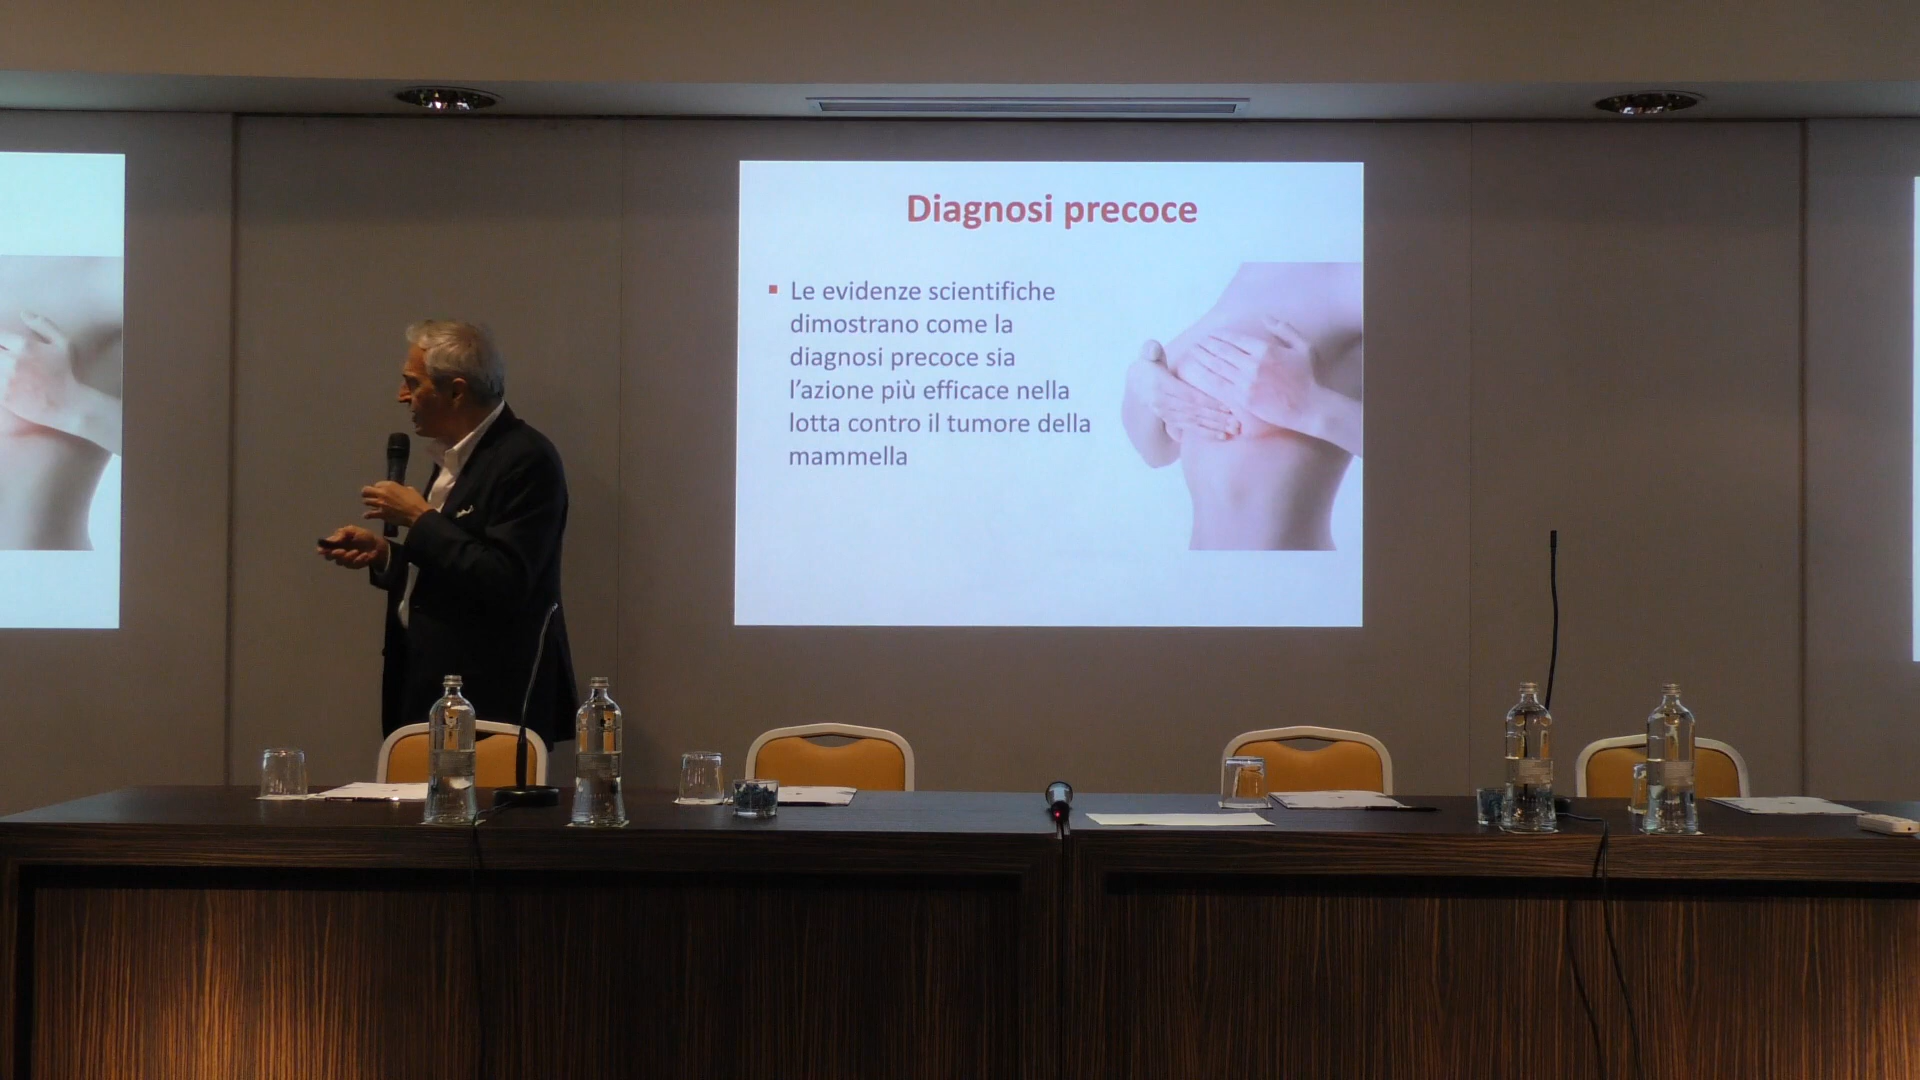 Diagnosi precoce
Le evidenze scientifiche
dimostrano come la
diagnosi precoce sia
l’azione più efficace nella
lotta contro il tumore della
mammella